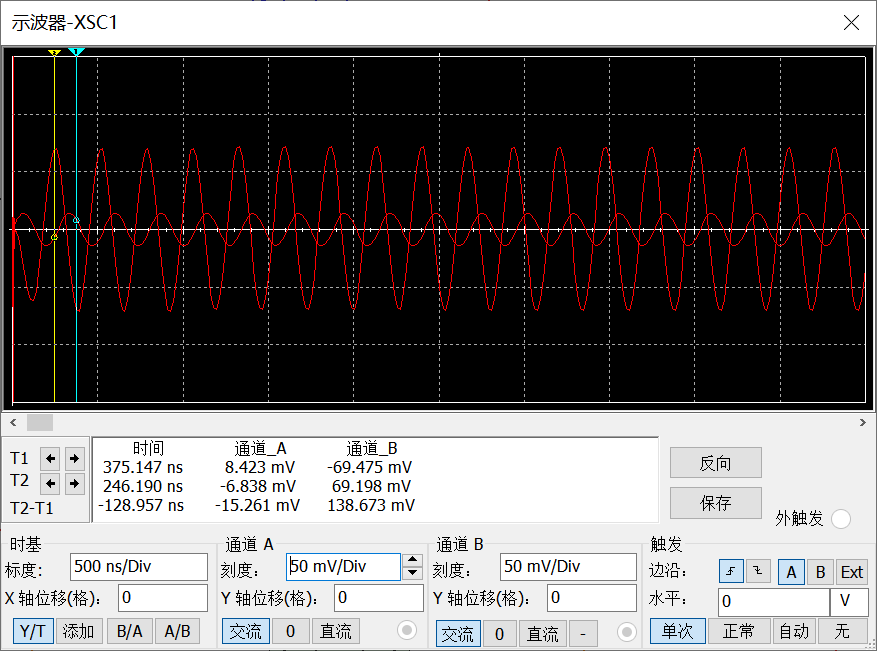 示波器-XSC1
2 1
时间 通道_A 通道_B
T1 375.147 ns 8.423 mV -69.475 mV
T2 246.190 ns -6.838 mV 69.198 mV
T2-T1 -128.957 ns -15.261 mV 138.673 mV
反向
保存
外触发
时基 通道 A 通道 B 触发
标度: 500 ns/Div 刻度: 50 mV/Div 刻度: 50 mV/Div 边沿: A B Ext
X 轴位移(格): 0 Y 轴位移(格): 0 Y 轴位移(格): 0 水平: 0 V
Y/T 添加 B/A A/B 交流 0 直流 交流 0 直流 - 单次 正常 自动 无